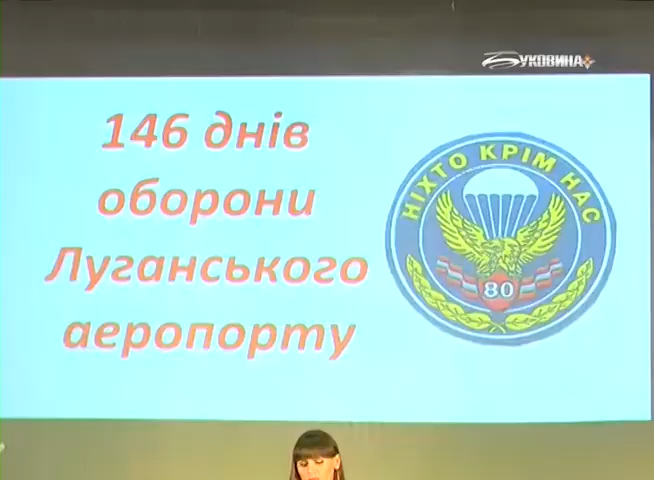 БУКОВИНА
146 днів
оборони
Луганського
аеропорту
НІХТО КРІМ НАС
80